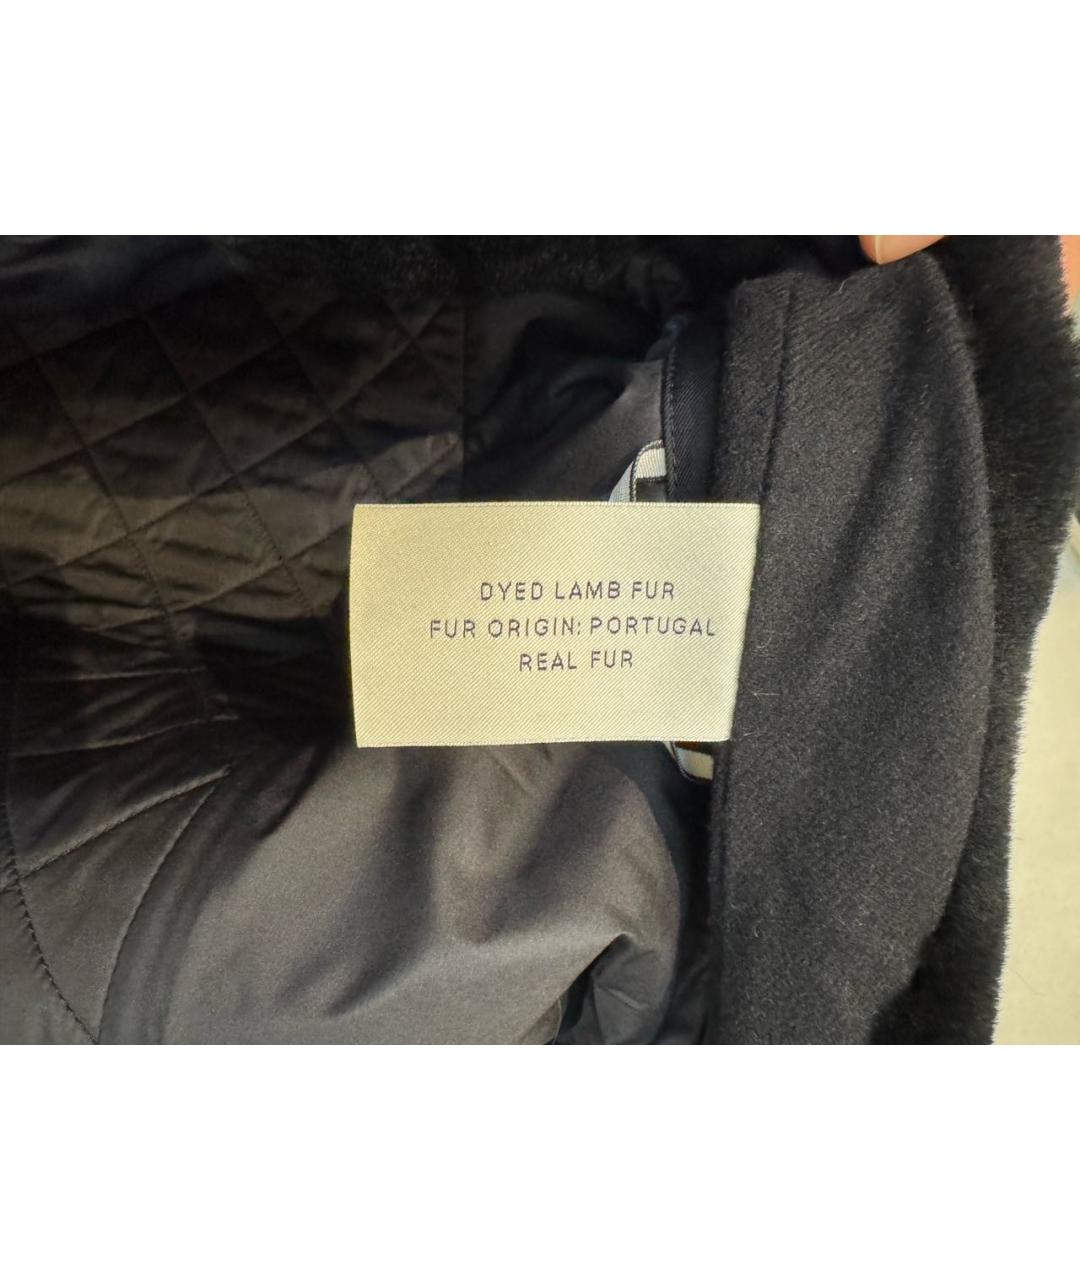 DYED LAMB FUR
FUR ORIGIN: PORTUGAL
REAL FUR